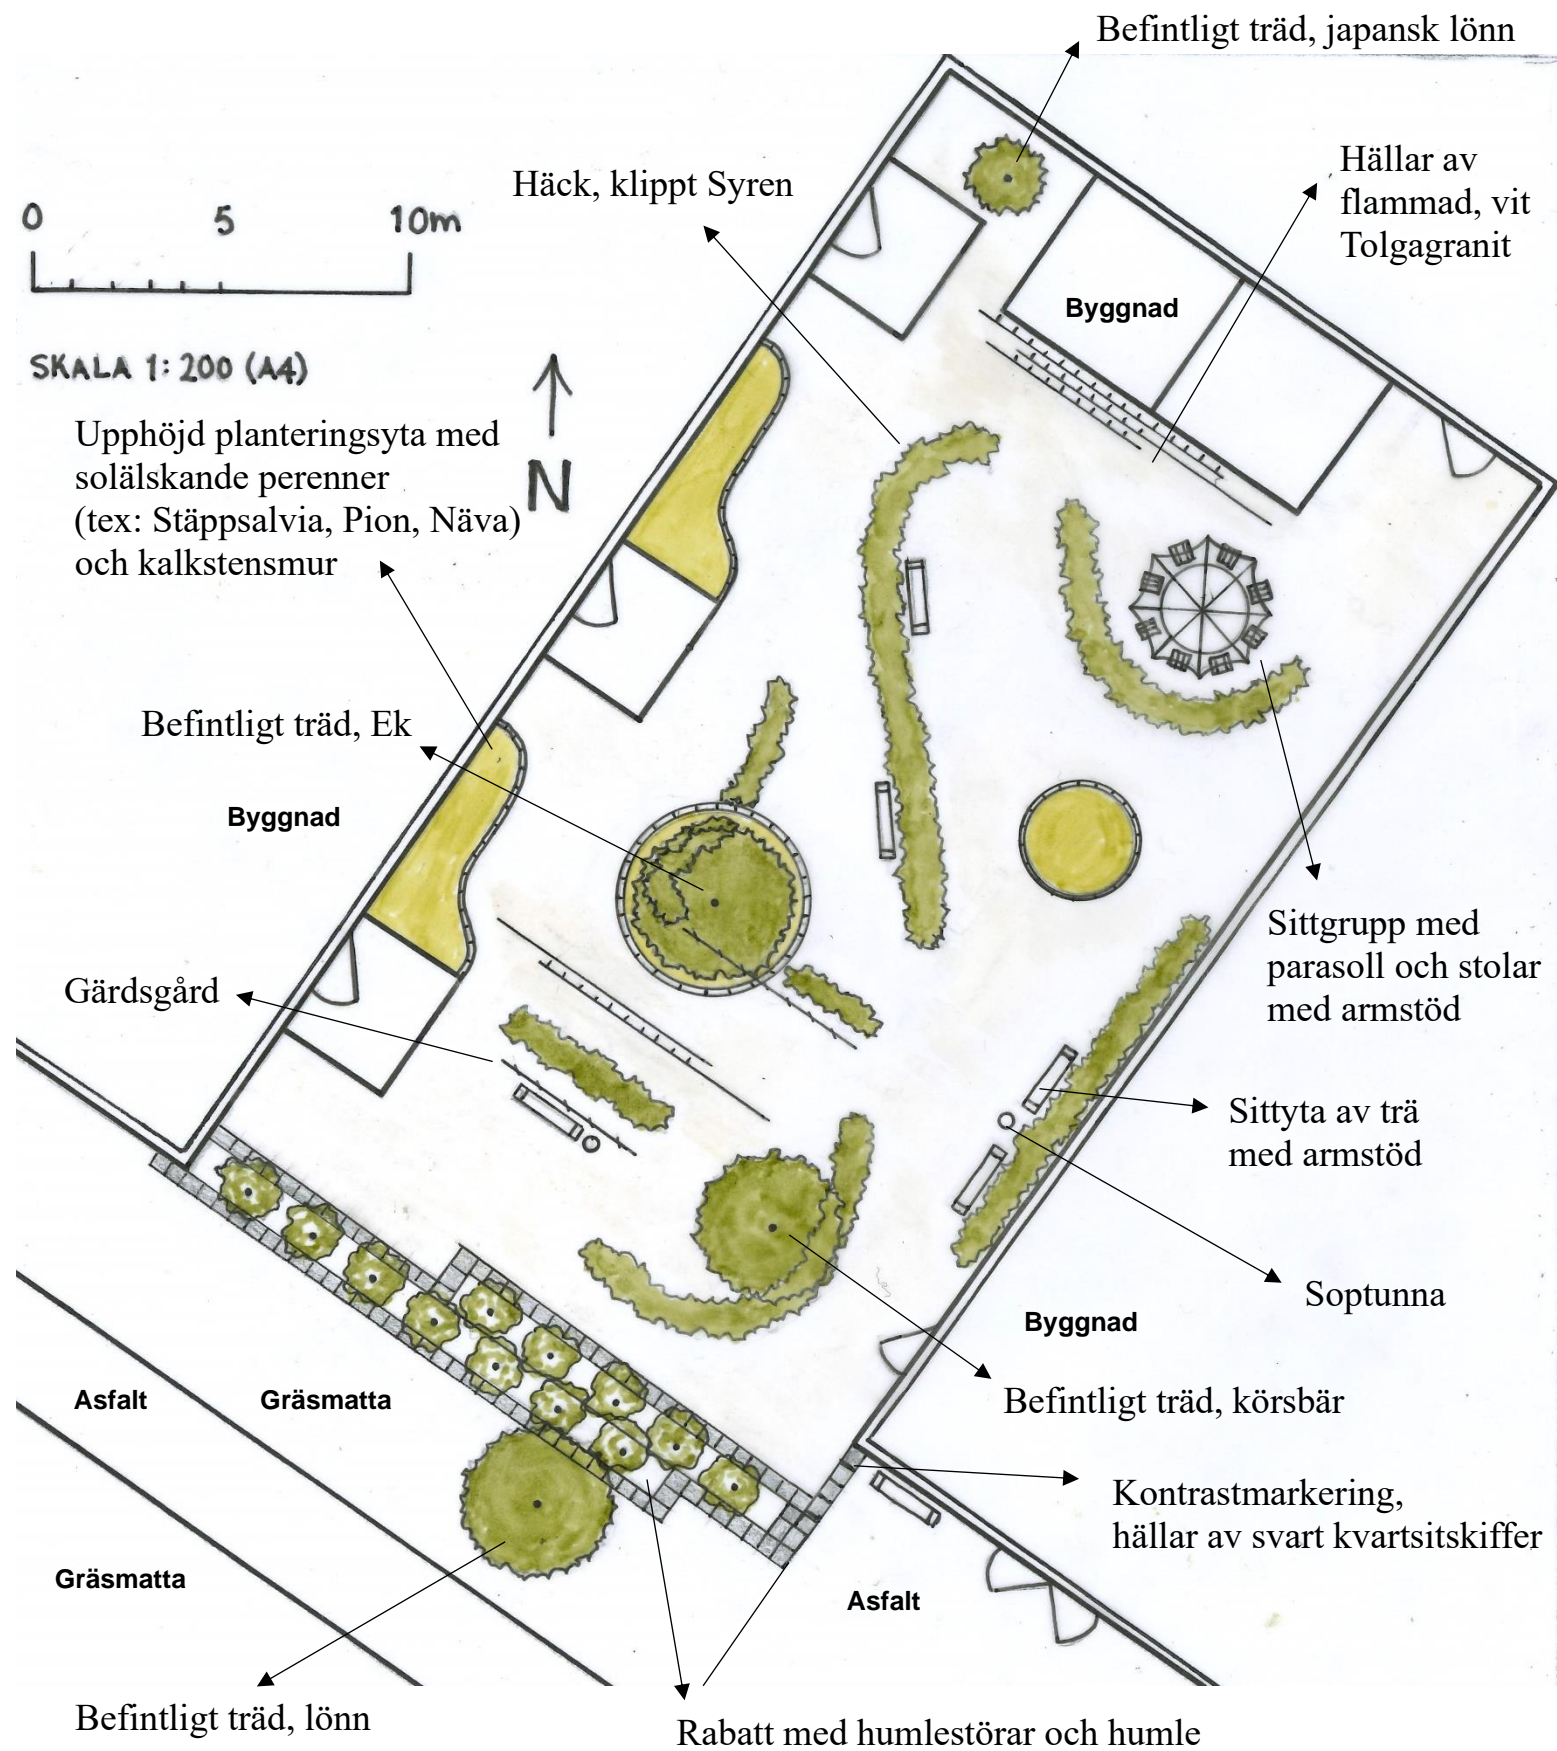 Befintligt träd, japansk lönn
Hällar av
flammad, vit
Tolgagranit
Häck, klippt Syren
0 5 10m
Byggnad
SKALA 1:200 (A4)
Upphöjd planteringsyta med
solälskande perenner
(tex: Stäppsalvia, Pion, Näva)
och kalkstensmur
N
Befintligt träd, Ek
Byggnad
Gärdsgård
Sittgrupp med
parasoll och stolar
med armstöd
Sittyta av trä
med armstöd
Soptunna
Byggnad
Befintligt träd, körsbär
Asfalt
Gräsmatta
Kontrastmarkering,
hällar av svart kvartsitskiffer
Gräsmatta
Asfalt
Befintligt träd, lönn
Rabatt med humlestörar och humle